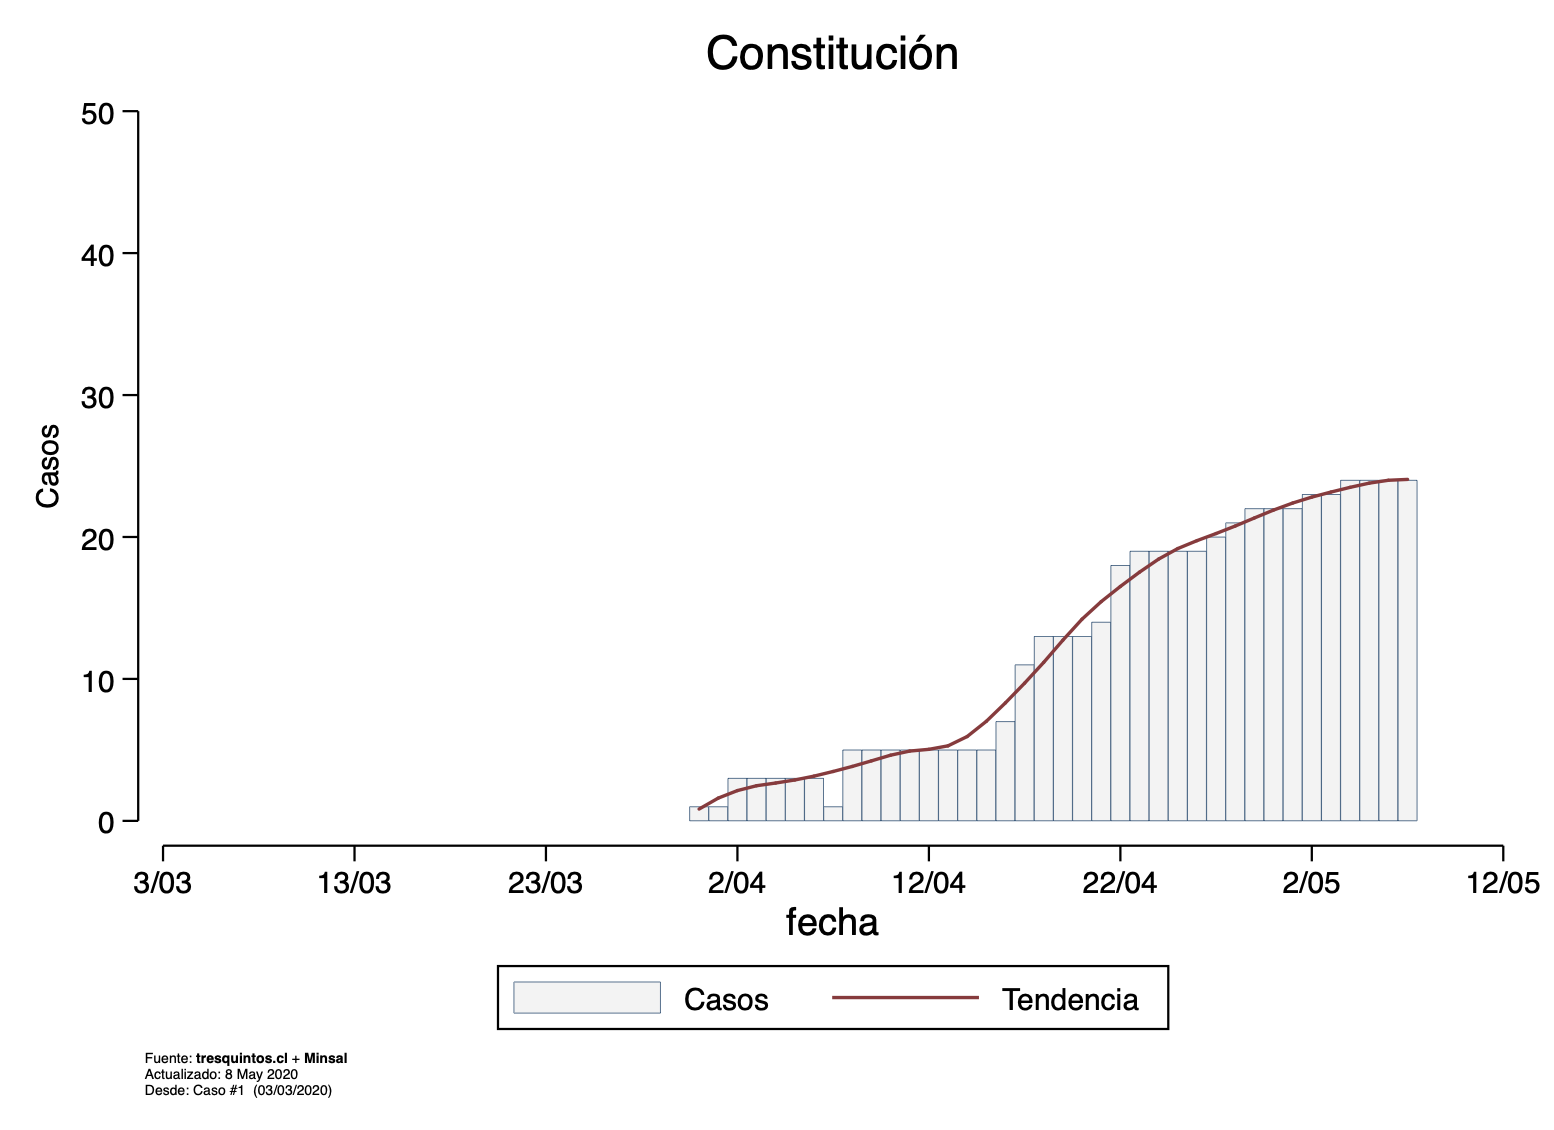 Constitución
50
40
30
20
10
0
Casos
3/03 13/03 23/03 2/04 12/04 22/04 2/05 12/05
fecha
Casos Tendencia
Fuente: tresquintos.cl + Minsal
Actualizado: 8 May 2020
Desde: Caso #1 (03/03/2020)